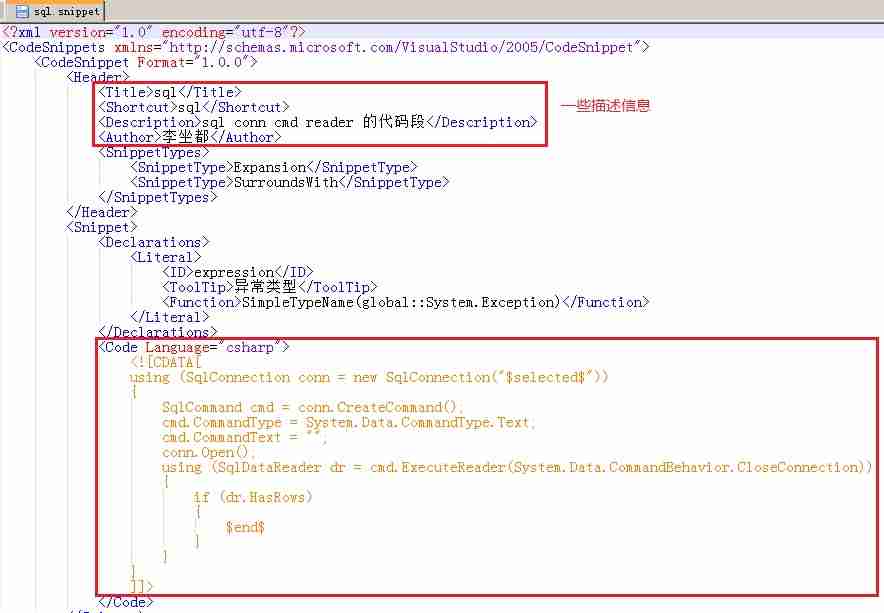 sql.snippet
<?xml version="1.0" encoding="utf-8"?>
<CodeSnippets xmlns="http://schemas.microsoft.com/VisualStudio/2005/CodeSnippet">
<CodeSnippet Format="1.0.0">
<Header>
<Title>sql</Title>
<Shortcut>sql</Shortcut> 一些描述信息
<Description>sql conn cmd reader 的代码段</Description>
<Author>李坐都</Author>
<SnippetTypes>
<SnippetType>Expansion</SnippetType>
<SnippetType>SurroundsWith</SnippetType>
</SnippetTypes>
</Header>
<Snippet>
<Declarations>
<Literal>
<ID>expression</ID>
<ToolTip>异常类型</ToolTip>
<Function>SimpleTypeName(global::System.Exception)</Function>
</Literal>
</Declarations>
<Code Language="csharp">
<![CDATA[
using (SqlConnection conn = new SqlConnection("$selected$"))
{
SqlCommand cmd = conn.CreateCommand();
cmd.CommandType = System.Data.CommandType.Text;
cmd.CommandText = "";
conn.Open();
using (SqlDataReader dr = cmd.ExecuteReader(System.Data.CommandBehavior.CloseConnection))
{
if (dr.HasRows)
{
$end$
}
}
}
]]>
</Code>